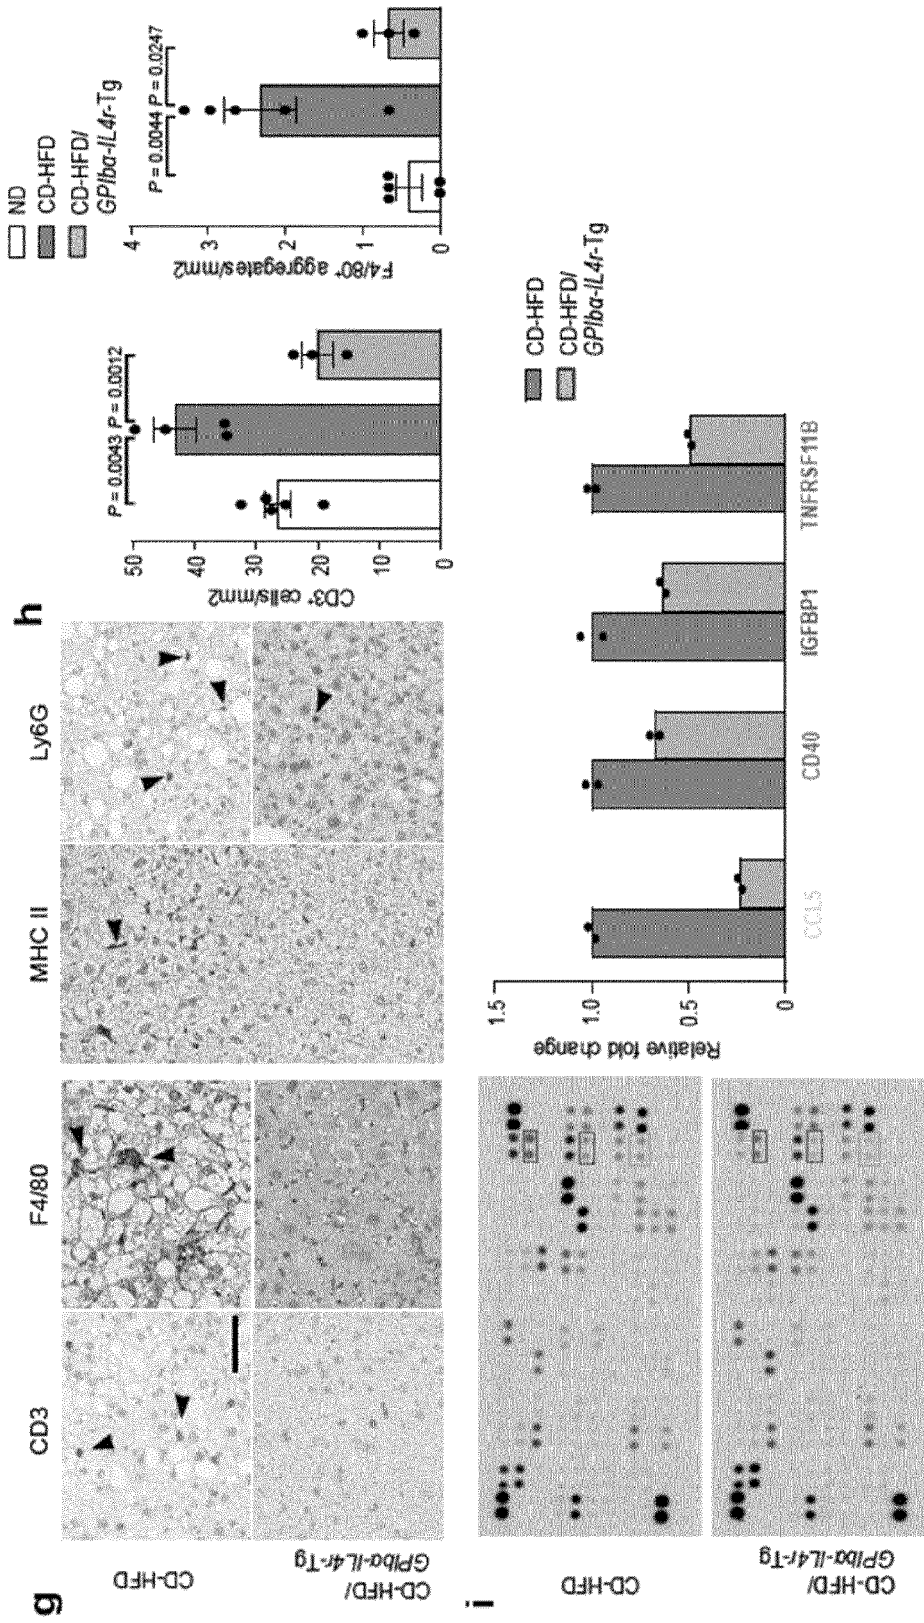 g
CD3
F4/80
MHC II
Ly6G
CD-HFD
CD-HFD/
GPIbα-IL4r-Tg
h
ND
CD-HFD
CD-HFD/
GPIbα-IL4r-Tg
P = 0.0043
P = 0.0012
CD3⁺ cells/mm2
50
40
30
20
10
0
P = 0.0044
P = 0.0247
F4/80⁺ aggregates/mm2
4
3
2
1
0
i
CD-HFD
CD-HFD/
GPIbα-IL4r-Tg
CD-HFD
CD-HFD/
GPIbα-IL4r-Tg
Relative fold change
1.5
1.0
0.5
0
CCL5
CD40
IGFBP1
TNFRSF11B